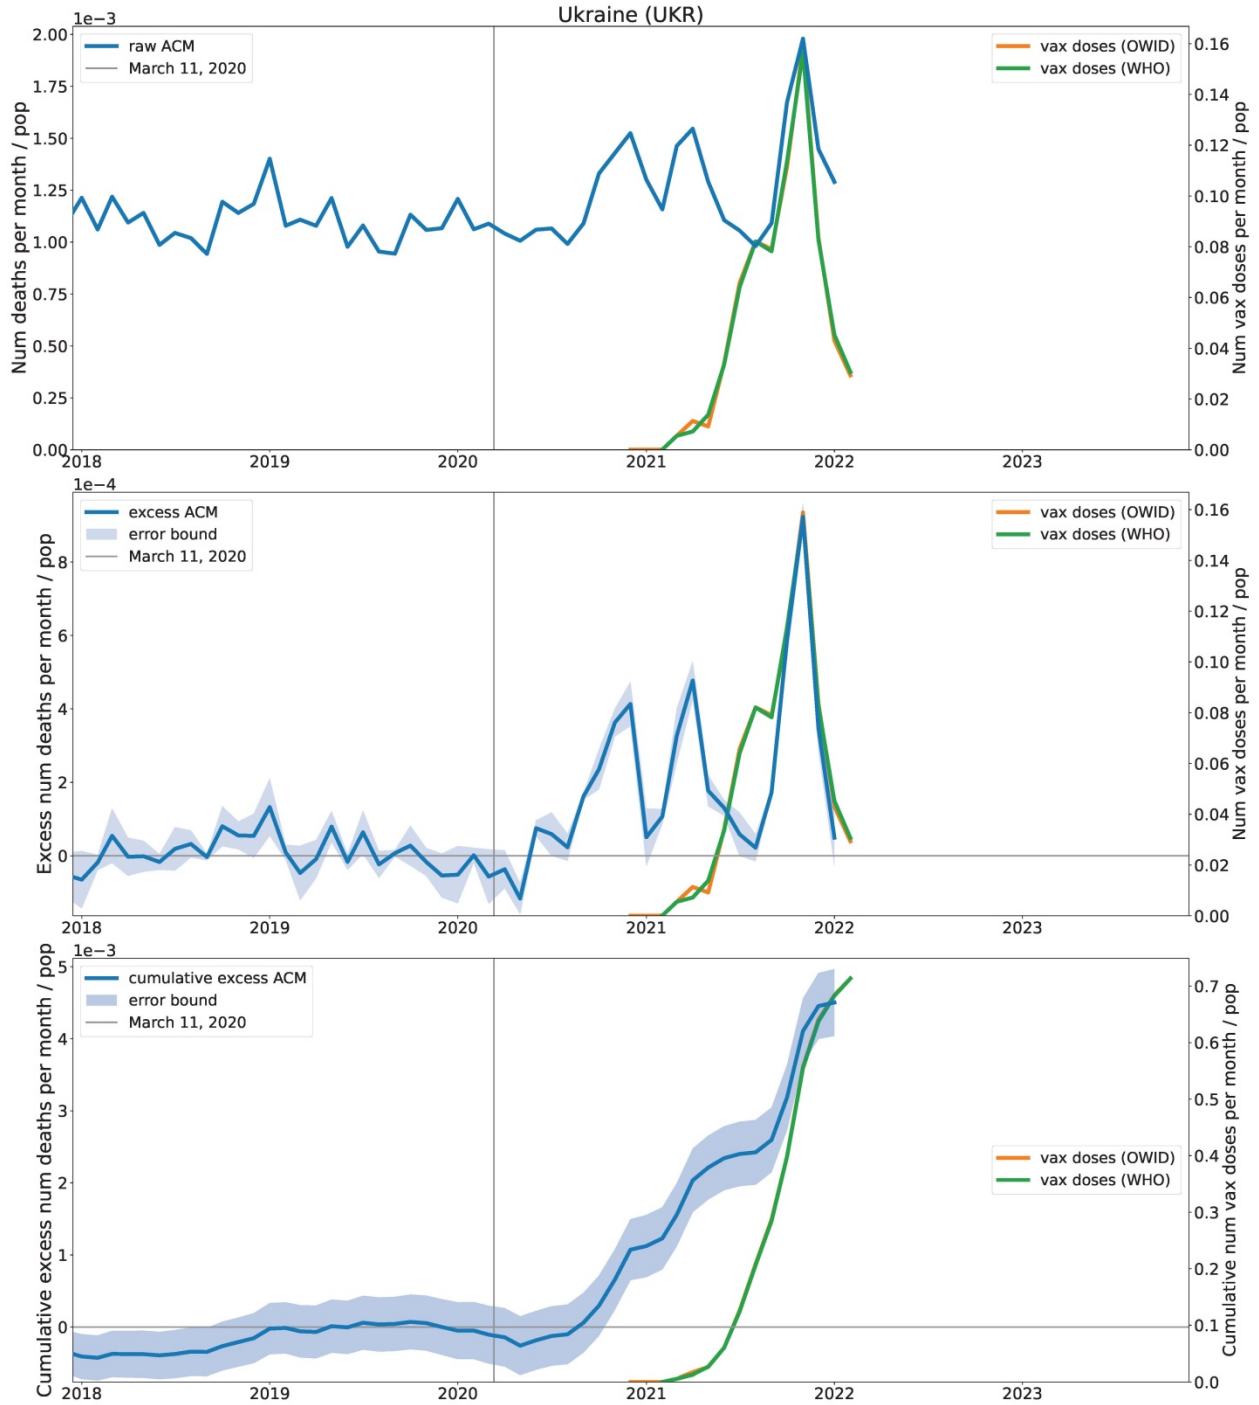 Ukraine (UKR)
1e−3
raw ACM
March 11, 2020
vax doses (OWID)
vax doses (WHO)
Num deaths per month / pop
2.00
1.75
1.50
1.25
1.00
0.75
0.50
0.25
0.00
0.16
0.14
0.12
0.10
0.08
0.06
0.04
0.02
0.00
Num vax doses per month / pop
2018 2019 2020 2021 2022 2023
1e−4
excess ACM
error bound
March 11, 2020
vax doses (OWID)
vax doses (WHO)
Excess num deaths per month / pop
8
6
4
2
0
0.16
0.14
0.12
0.10
0.08
0.06
0.04
0.02
0.00
Num vax doses per month / pop
2018 2019 2020 2021 2022 2023
1e−3
cumulative excess ACM
error bound
March 11, 2020
vax doses (OWID)
vax doses (WHO)
Cumulative excess num deaths per month / pop
5
4
3
2
1
0
0.7
0.6
0.5
0.4
0.3
0.2
0.1
0.0
Cumulative num vax doses per month / pop
2018 2019 2020 2021 2022 2023